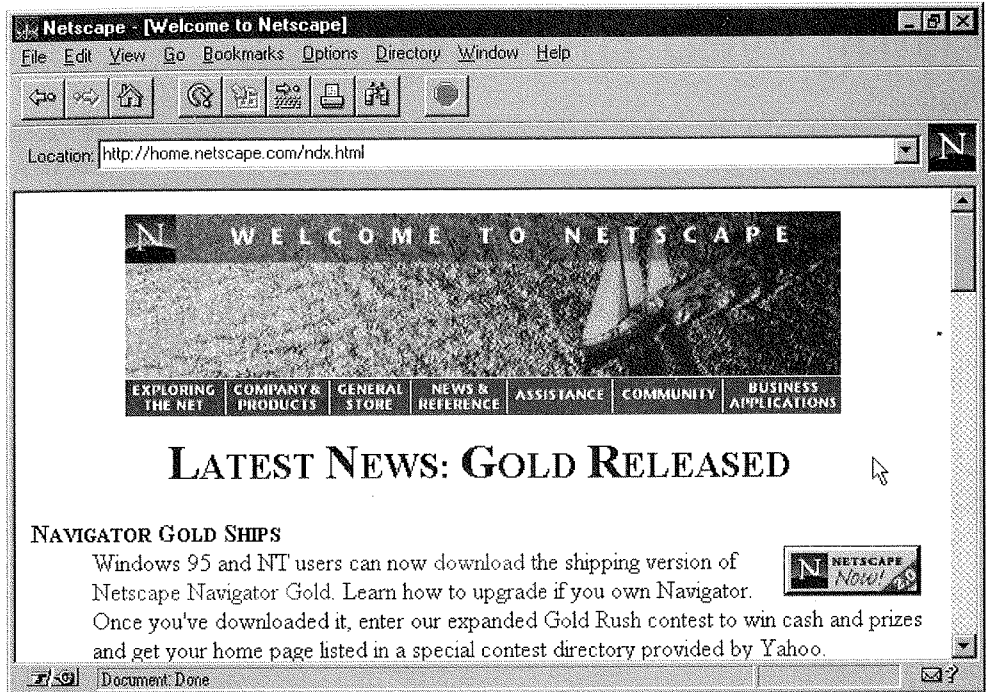 Netscape - [Welcome to Netscape]
File Edit View Go Bookmarks Options Directory Window Help
Location: http://home.netscape.com/ndx.html
N
N WELCOME TO NETSCAPE
EXPLORING THE NET
COMPANY & PRODUCTS
GENERAL STORE
NEWS & REFERENCE
ASSISTANCE
COMMUNITY
BUSINESS APPLICATIONS
LATEST NEWS: GOLD RELEASED
NAVIGATOR GOLD SHIPS
Windows 95 and NT users can now download the shipping version of
Netscape Navigator Gold. Learn how to upgrade if you own Navigator.
Once you've downloaded it, enter our expanded Gold Rush contest to win cash and prizes
and get your home page listed in a special contest directory provided by Yahoo.
N NETSCAPE
Now! 2.0
Document: Done
?